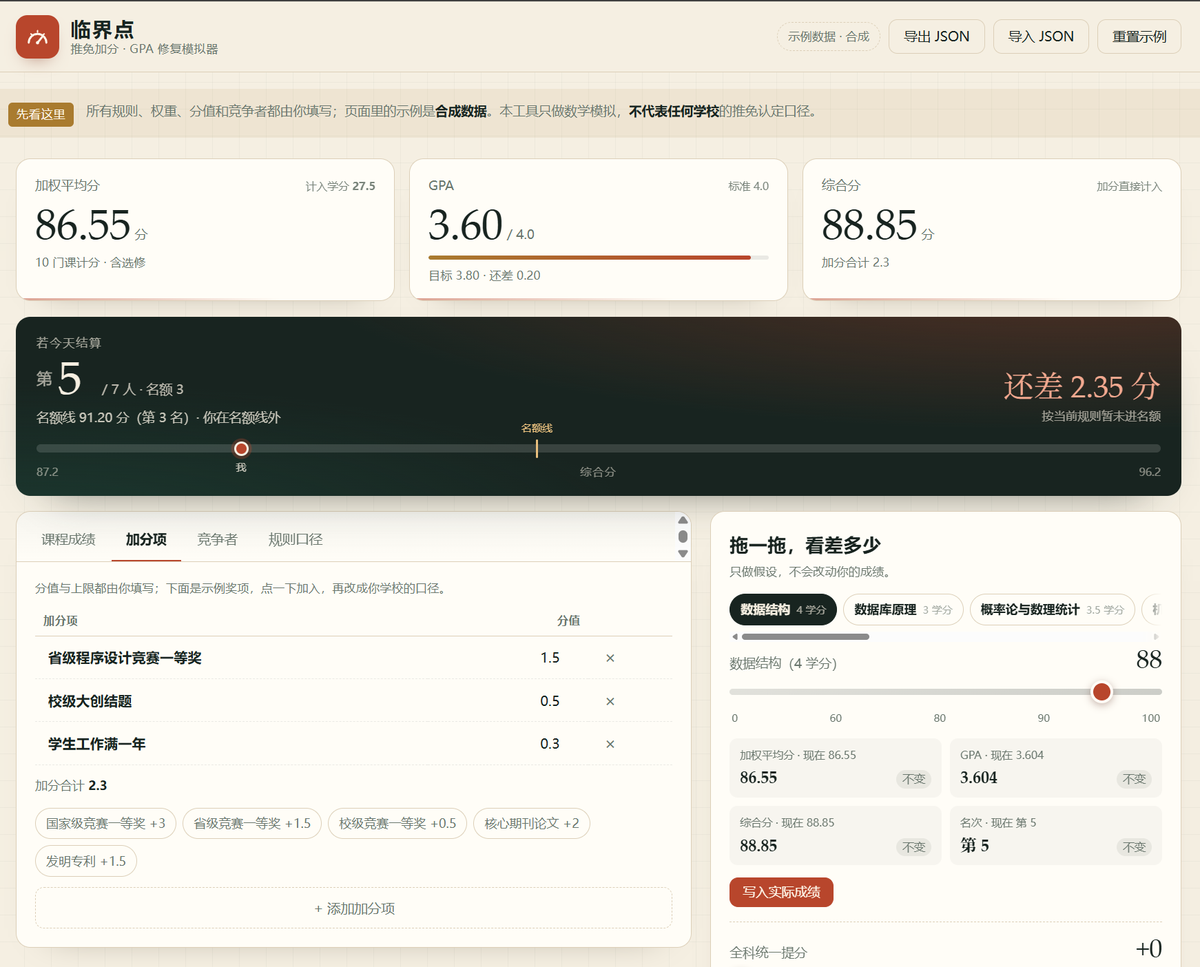 临界点
推免加分 · GPA 修复模拟器
示例数据 · 合成
导出 JSON
导入 JSON
重置示例
先看这里
所有规则、权重、分值和竞争者都由你填写；页面里的示例是合成数据。本工具只做数学模拟，不代表任何学校的推免认定口径。
加权平均分
计入学分 27.5
86.55 分
10 门课计分 · 含选修
GPA
标准 4.0
3.60 / 4.0
目标 3.80 · 还差 0.20
综合分
加分直接计入
88.85 分
加分合计 2.3
若今天结算
第 5 / 7 人 · 名额 3
名额线 91.20 分（第 3 名）· 你在名额线外
还差 2.35 分
按当前规则暂未进名额
名额线
我
87.2
综合分
96.2
课程成绩
加分项
竞争者
规则口径
分值与上限都由你填写；下面是示例奖项，点一下加入，再改成你学校的口径。
加分项 分值
省级程序设计竞赛一等奖 1.5 ×
校级大创结题 0.5 ×
学生工作满一年 0.3 ×
加分合计 2.3
国家级竞赛一等奖 +3
省级竞赛一等奖 +1.5
校级竞赛一等奖 +0.5
核心期刊论文 +2
发明专利 +1.5
+ 添加加分项
拖一拖，看差多少
只做假设，不会改动你的成绩。
数据结构 4 学分
数据库原理 3 学分
概率论与数理统计 3.5 学分
数据结构（4 学分）
88
0 60 80 90 100
加权平均分 · 现在 86.55
86.55 不变
GPA · 现在 3.604
3.604 不变
综合分 · 现在 88.85
88.85 不变
名次 · 现在 第 5
第 5 不变
写入实际成绩
全科统一提分
+0